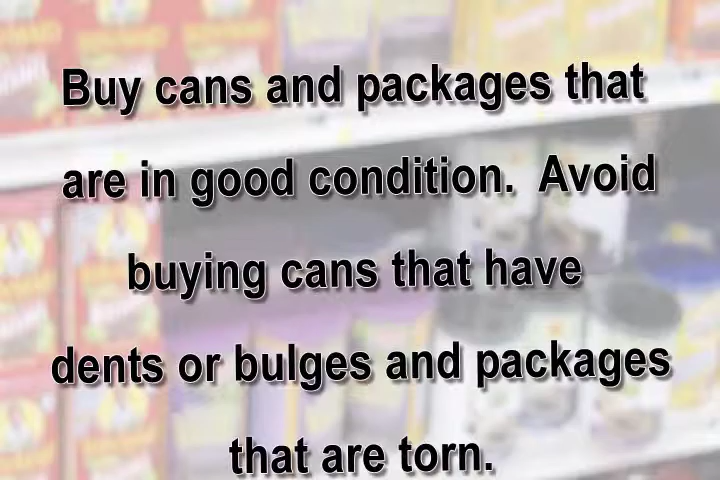 Buy cans and packages that
are in good condition.  Avoid
buying cans that have
dents or bulges and packages
that are torn.